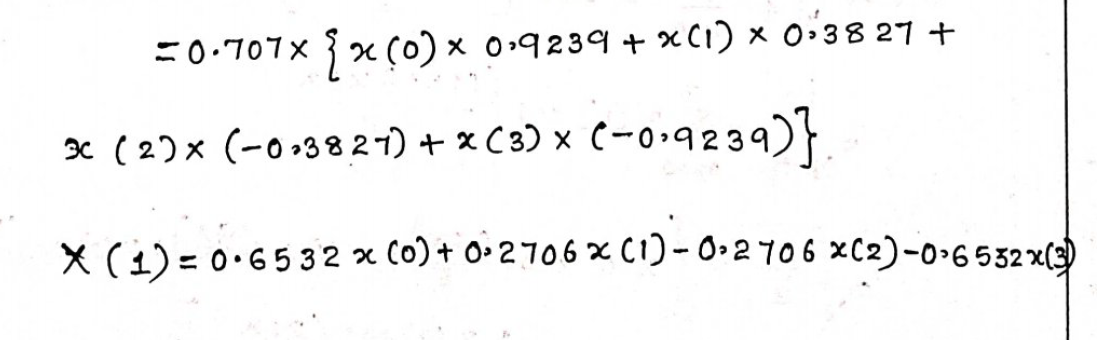 = 0.707 × { x(0) × 0.9239 + x(1) × 0.3827 +
x(2) × (-0.3827) + x(3) × (-0.9239)}
X(1) = 0.6532 x(0) + 0.2706 x(1) - 0.2706 x(2) - 0.6532 x(3)